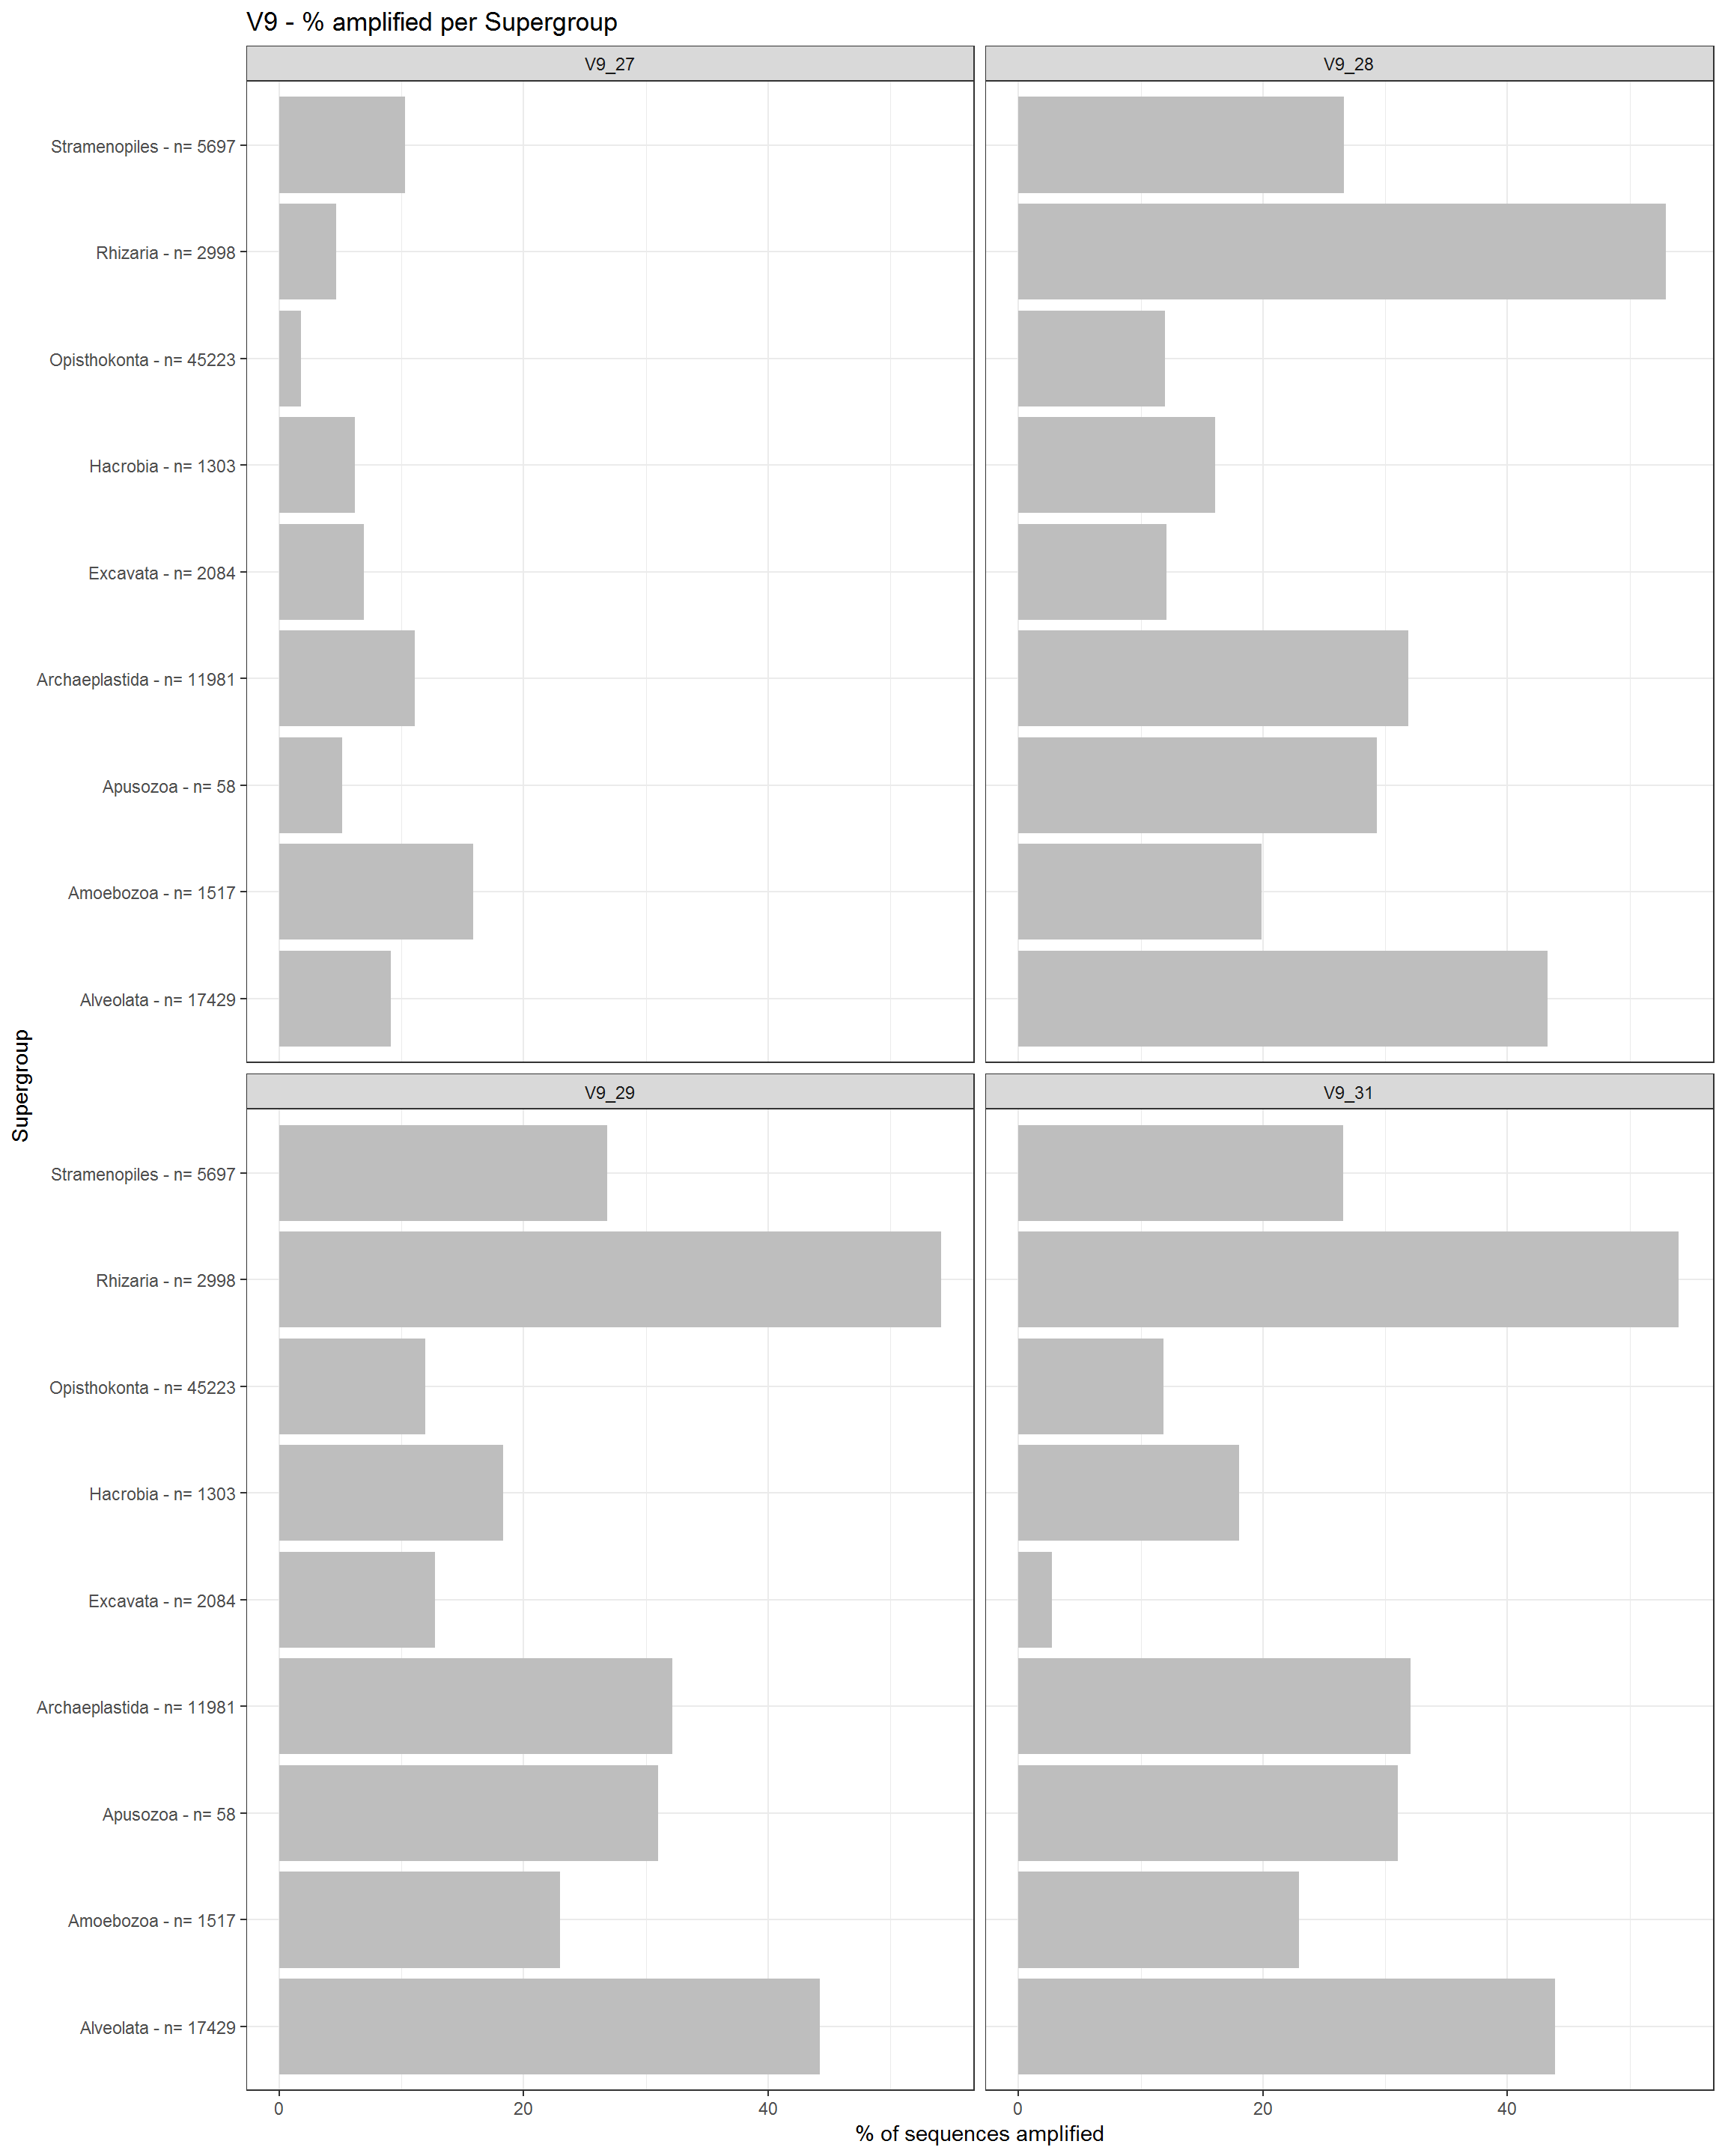 V9 - % amplified per Supergroup
V9_27
V9_28
Stramenopiles - n= 5697
Rhizaria - n= 2998
Opisthokonta - n= 45223
Hacrobia - n= 1303
Excavata - n= 2084
Archaeplastida - n= 11981
Apusozoa - n= 58
Amoebozoa - n= 1517
Alveolata - n= 17429
Supergroup
V9_29
V9_31
Stramenopiles - n= 5697
Rhizaria - n= 2998
Opisthokonta - n= 45223
Hacrobia - n= 1303
Excavata - n= 2084
Archaeplastida - n= 11981
Apusozoa - n= 58
Amoebozoa - n= 1517
Alveolata - n= 17429
0 20 40
0 20 40
% of sequences amplified